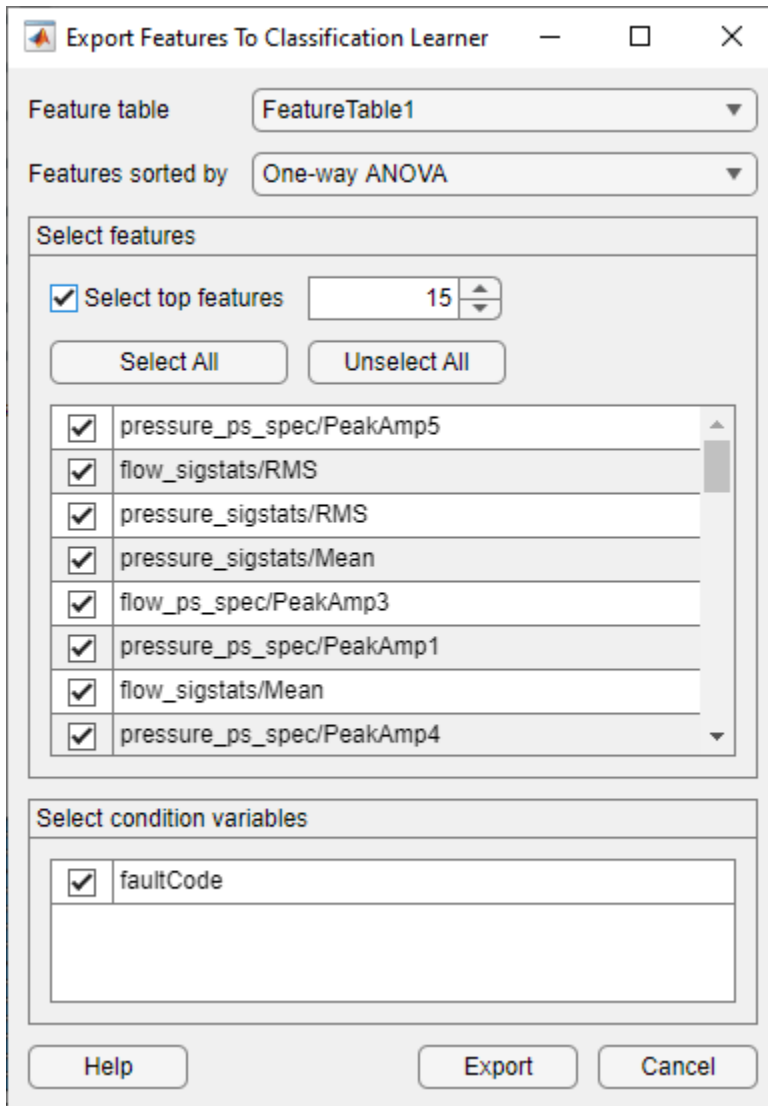 Export Features To Classification Learner
Feature table FeatureTable1
Features sorted by One-way ANOVA
Select features
Select top features 15
Select All Unselect All
pressure_ps_spec/PeakAmp5
flow_sigstats/RMS
pressure_sigstats/RMS
pressure_sigstats/Mean
flow_ps_spec/PeakAmp3
pressure_ps_spec/PeakAmp1
flow_sigstats/Mean
pressure_ps_spec/PeakAmp4
Select condition variables
faultCode
Help Export Cancel